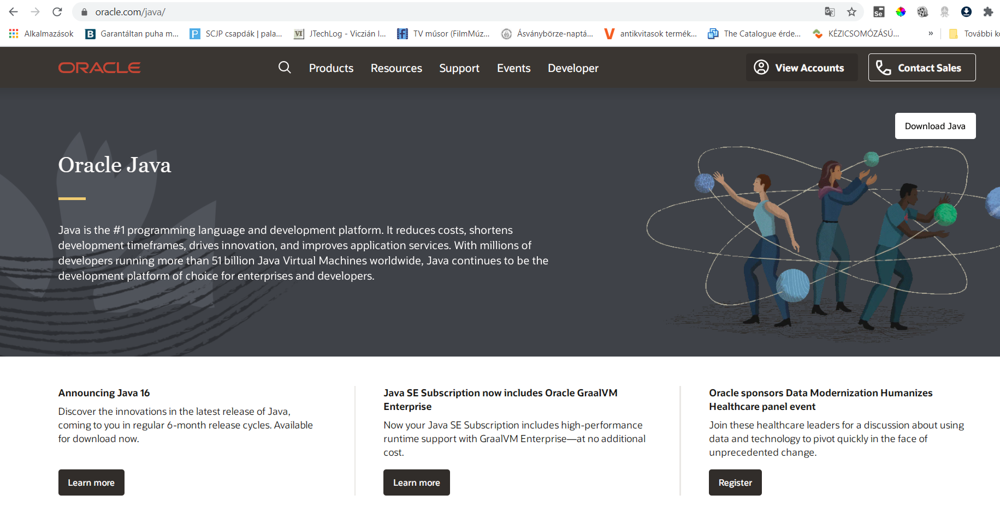 oracle.com/java/
Alkalmazások Garantáltan puha m... SCJP csapdák | pala... JTechLog - Viczián I... TV műsor (FilmMúz... Ásványbörze-naptá... antikvitasok termék... The Catalogue érde... KÉZICSOMÓZÁSÚ... » További kö
ORACLE Products Resources Support Events Developer View Accounts Contact Sales
Download Java
Oracle Java
Java is the #1 programming language and development platform. It reduces costs, shortens
development timeframes, drives innovation, and improves application services. With millions of
developers running more than 51 billion Java Virtual Machines worldwide, Java continues to be the
development platform of choice for enterprises and developers.
Announcing Java 16
Discover the innovations in the latest release of Java,
coming to you in regular 6-month release cycles. Available
for download now.
Learn more
Java SE Subscription now includes Oracle GraalVM
Enterprise
Now your Java SE Subscription includes high-performance
runtime support with GraalVM Enterprise—at no additional
cost.
Learn more
Oracle sponsors Data Modernization Humanizes
Healthcare panel event
Join these healthcare leaders for a discussion about using
data and technology to pivot quickly in the face of
unprecedented change.
Register